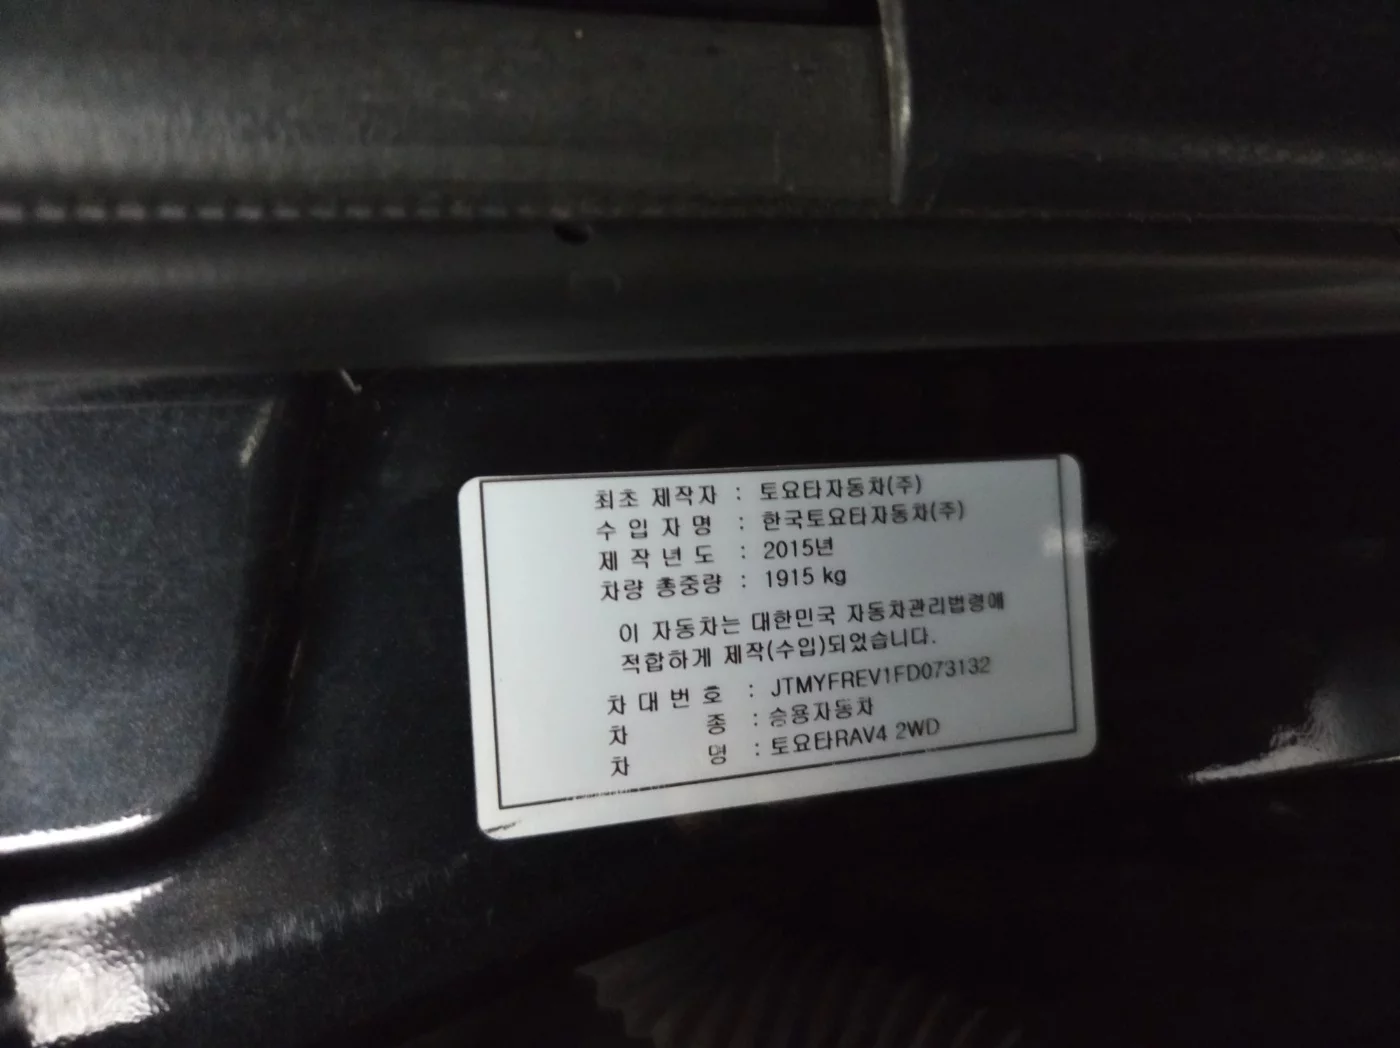 최초 제작자 : 토요타자동차(주)
수 입 자 명 : 한국토요타자동차(주)
제 작 년 도 : 2015년
차량 총중량 : 1915 kg
이 자동차는 대한민국 자동차관리법령에
적합하게 제작(수입)되었습니다.
차 대 번 호 : JTMYFREV1FD073132
차 종 : 승용자동차
차 명 : 토요타RAV4 2WD